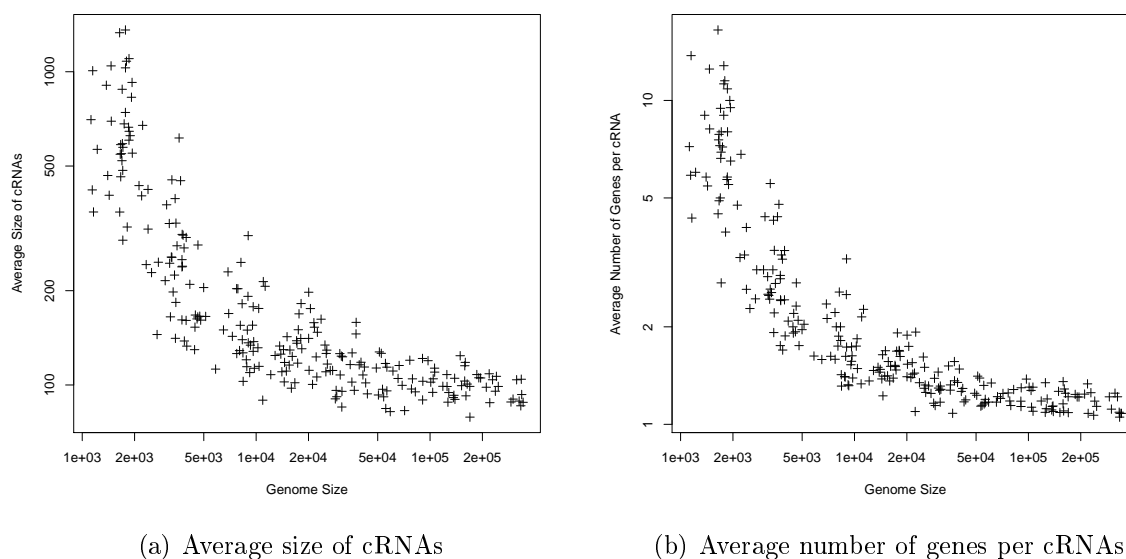 Average Size of cRNAs
1000
500
200
100
1e+03 2e+03 5e+03 1e+04 2e+04 5e+04 1e+05 2e+05
Genome Size
(a) Average size of cRNAs
Average Number of Genes per cRNA
10
5
2
1
1e+03 2e+03 5e+03 1e+04 2e+04 5e+04 1e+05 2e+05
Genome Size
(b) Average number of genes per cRNAs